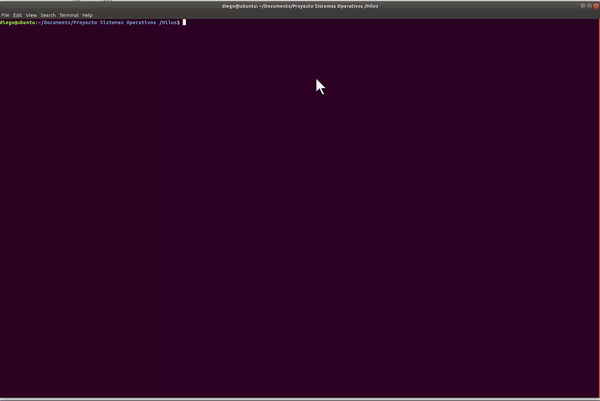 diego@ubuntu: ~/Documents/Proyecto Sistemas Operativos /Hilos
File Edit View Search Terminal Help
diego@ubuntu:~/Documents/Proyecto Sistemas Operativos /Hilos$